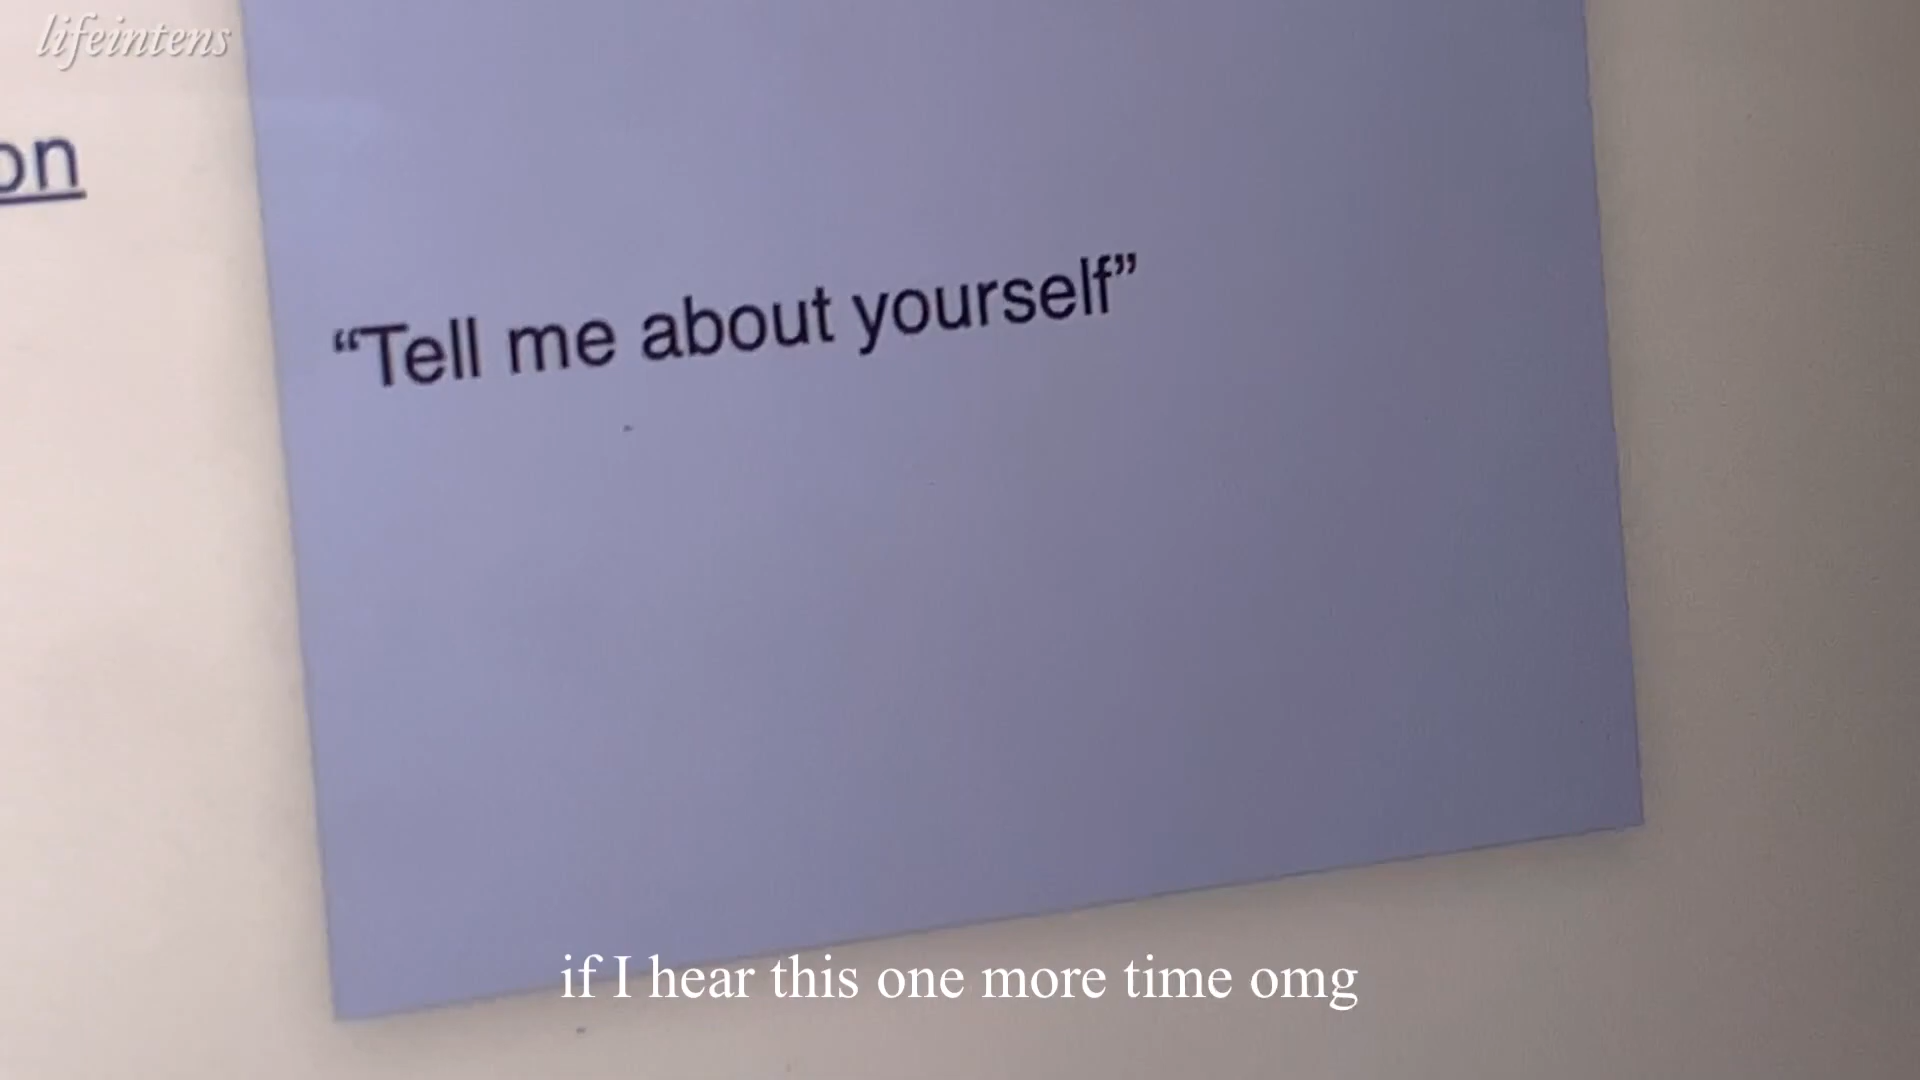 lifeintens
on
“Tell me about yourself”
if I hear this one more time omg